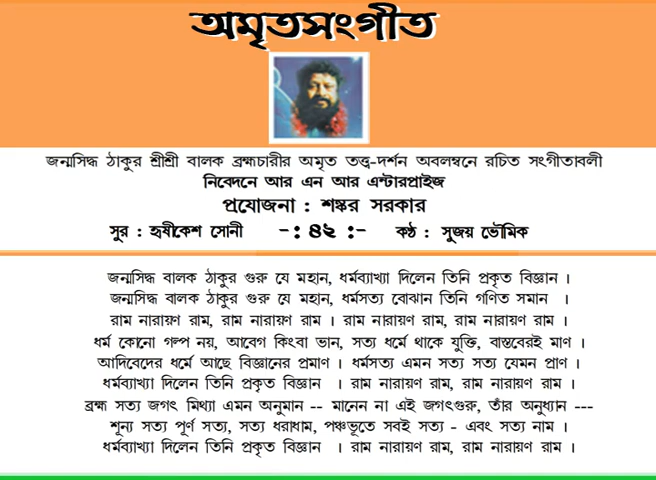 অমৃতসংগীত
জন্মসিদ্ধ ঠাকুর শ্রীশ্রী বালক ব্রহ্মচারীর অমৃত তত্ত্ব-দর্শন অবলম্বনে রচিত সংগীতাবলী
নিবেদনে আর এন আর এন্টারপ্রাইজ
প্রযোজনা : শঙ্কর সরকার
সুর : হৃষীকেশ সোনী -: ৪২ :- কণ্ঠ : সুজয় ভৌমিক
জন্মসিদ্ধ বালক ঠাকুর গুরু যে মহান, ধর্মব্যাখ্যা দিলেন তিনি প্রকৃত বিজ্ঞান ।
জন্মসিদ্ধ বালক ঠাকুর গুরু যে মহান, ধর্মসত্য বোঝান তিনি গণিত সমান ।
রাম নারায়ণ রাম, রাম নারায়ণ রাম । রাম নারায়ণ রাম, রাম নারায়ণ রাম ।
ধর্ম কোনো গল্প নয়, আবেগ কিংবা ভান, সত্য ধর্মে থাকে যুক্তি, বাস্তবেরই মাণ ।
আদিবেদের ধর্মে আছে বিজ্ঞানের প্রমাণ । ধর্মসত্য এমন সত্য সত্য যেমন প্রাণ ।
ধর্মব্যাখ্যা দিলেন তিনি প্রকৃত বিজ্ঞান । রাম নারায়ণ রাম, রাম নারায়ণ রাম ।
ব্রহ্ম সত্য জগৎ মিথ্যা এমন অনুমান -- মানেন না এই জগৎগুরু, তাঁর অনুধ্যান ---
শূন্য সত্য পূর্ণ সত্য, সত্য ধরাধাম, পঞ্চভূতে সবই সত্য - এবং সত্য নাম ।
ধর্মব্যাখ্যা দিলেন তিনি প্রকৃত বিজ্ঞান । রাম নারায়ণ রাম, রাম নারায়ণ রাম ।